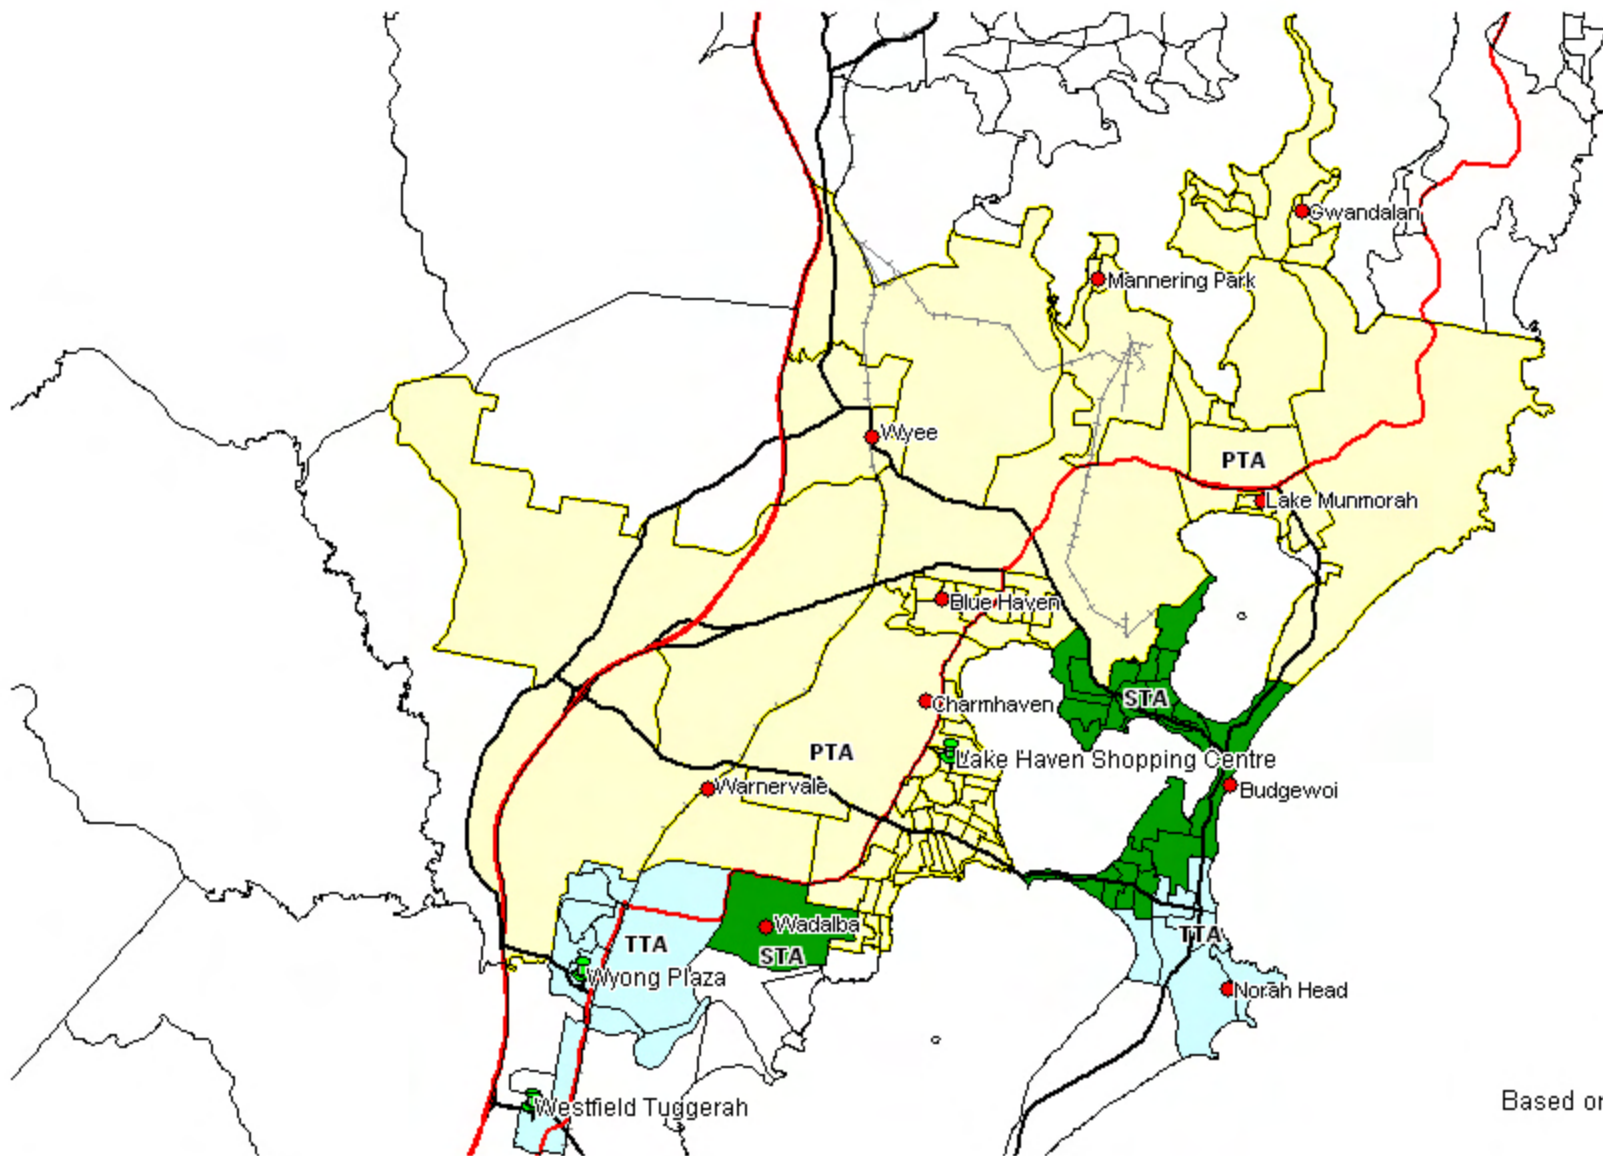 Gwandalan
Mannering Park
Wyee
PTA
Lake Munmorah
Blue Haven
STA
Charmhaven
PTA
Lake Haven Shopping Centre
Warnervale
Budgewoi
Wadalba
TTA
TTA
STA
Wyong Plaza
Norah Head
Westfield Tuggerah
Based on